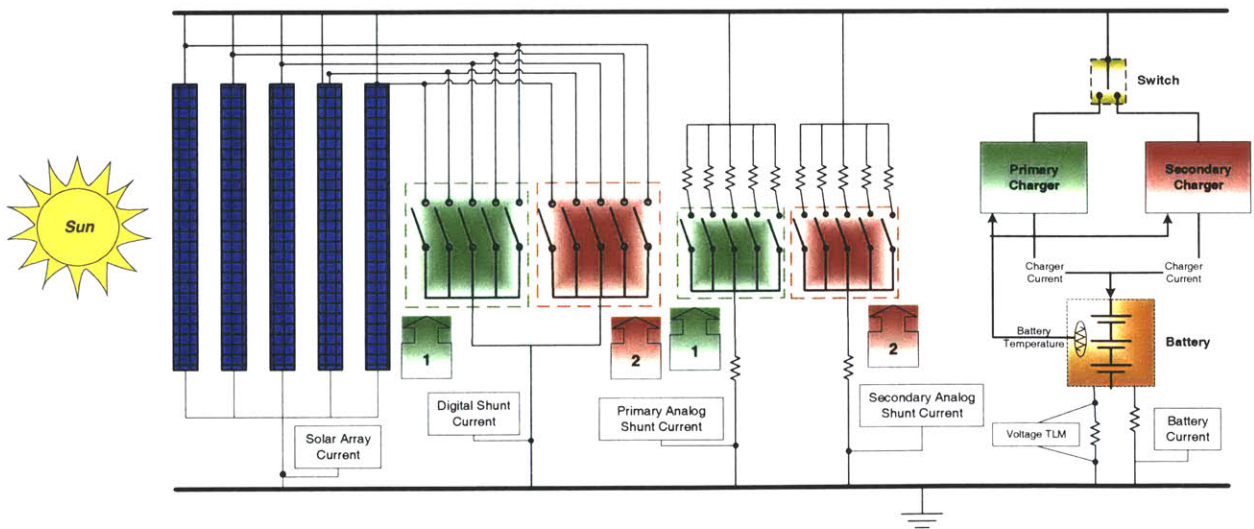 Sun
1
2
Digital Shunt
Current
Solar Array
Current
1
2
Primary Analog
Shunt Current
Secondary Analog
Shunt Current
Switch
Primary
Charger
Secondary
Charger
Charger
Current
Charger
Current
Battery
Temperature
Battery
Voltage TLM
Battery
Current